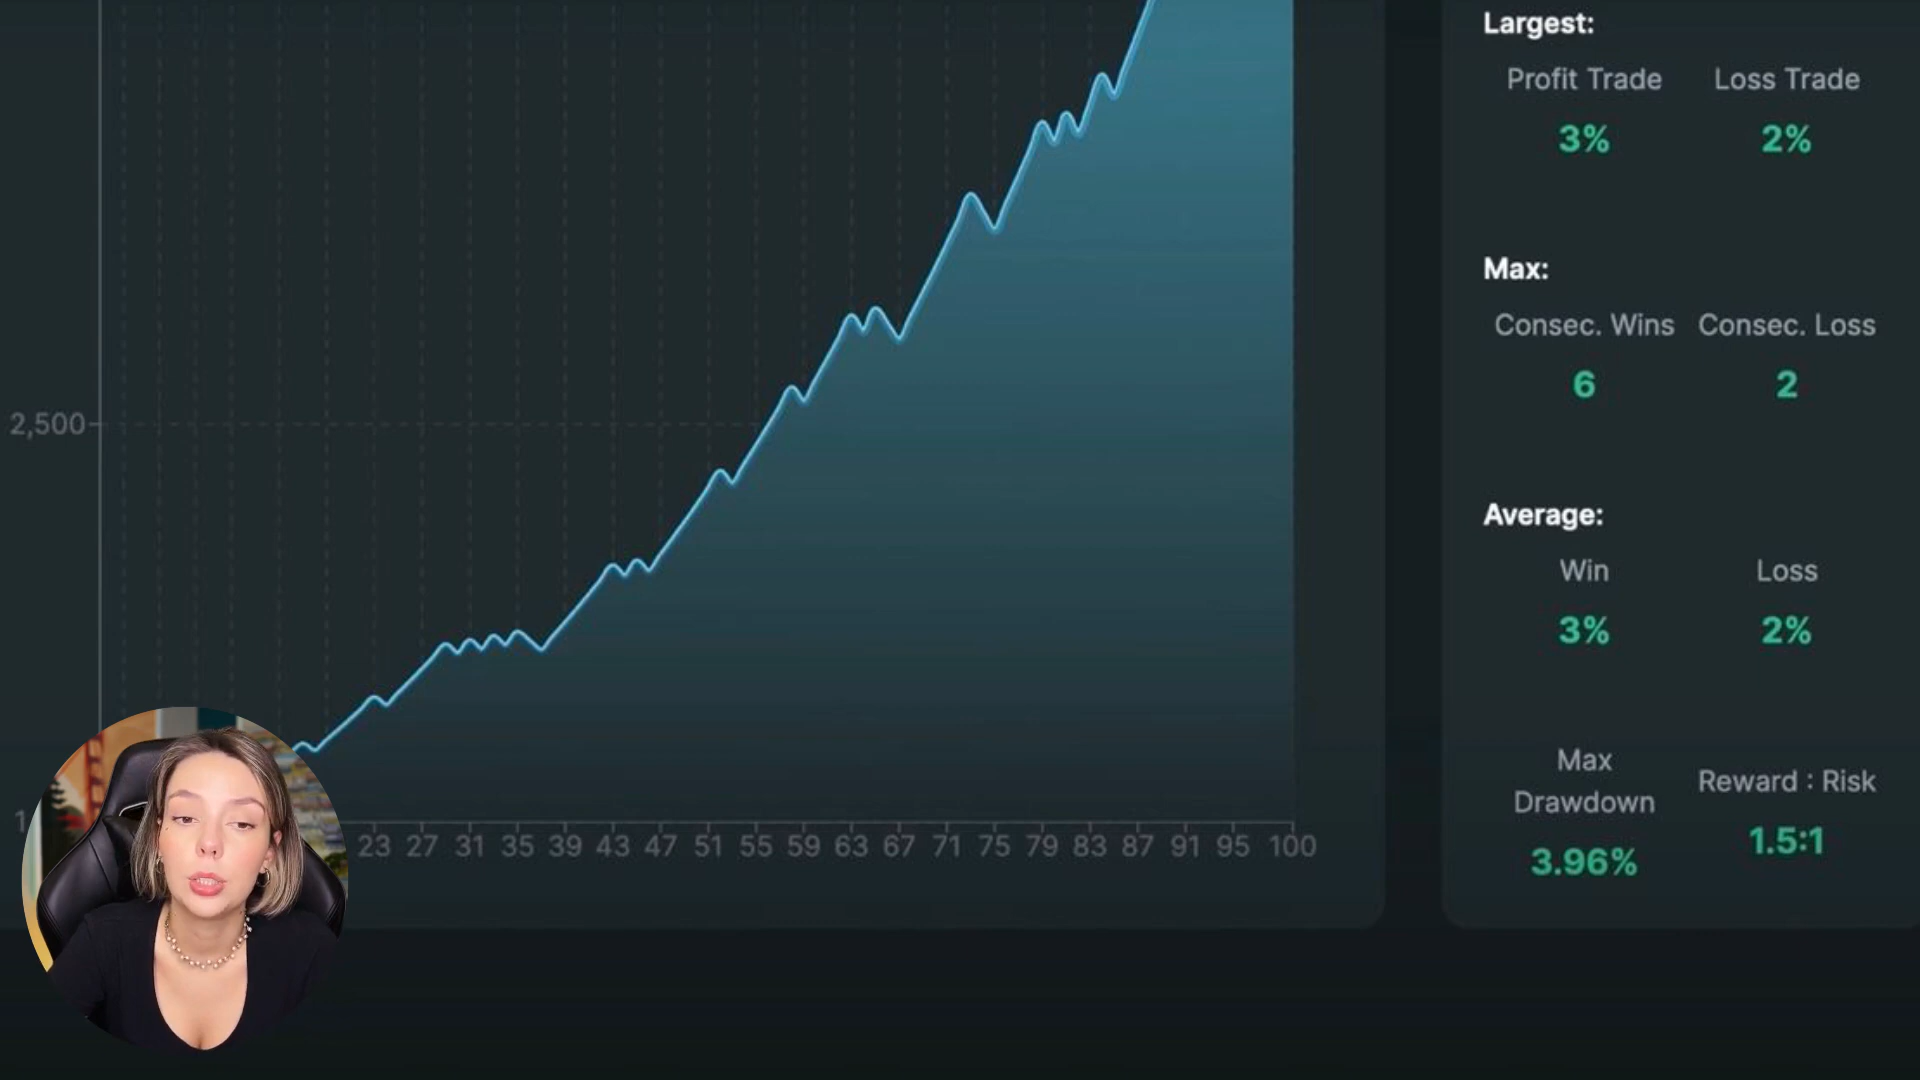 2,500
1
23 27 31 35 39 43 47 51 55 59 63 67 71 75 79 83 87 91 95 100
Largest:
Profit Trade Loss Trade
3% 2%
Max:
Consec. Wins Consec. Loss
6 2
Average:
Win Loss
3% 2%
Max
Drawdown
Reward : Risk
3.96%
1.5:1